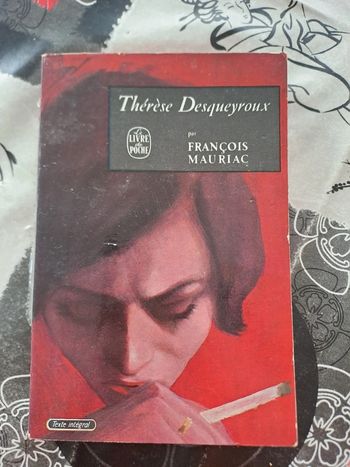 Thérèse Desqueyroux
Le
LIVRE
de
POCHE
par
FRANÇOIS
MAURIAC
Texte intégral